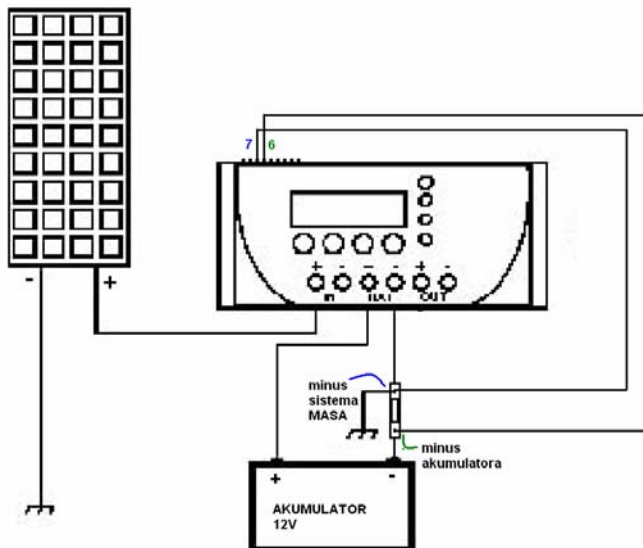 7 6
+ - - - + -
IN BAT OUT
- +
minus
sistema
MASA
minus
akumulatora
+ -
AKUMULATOR
12V